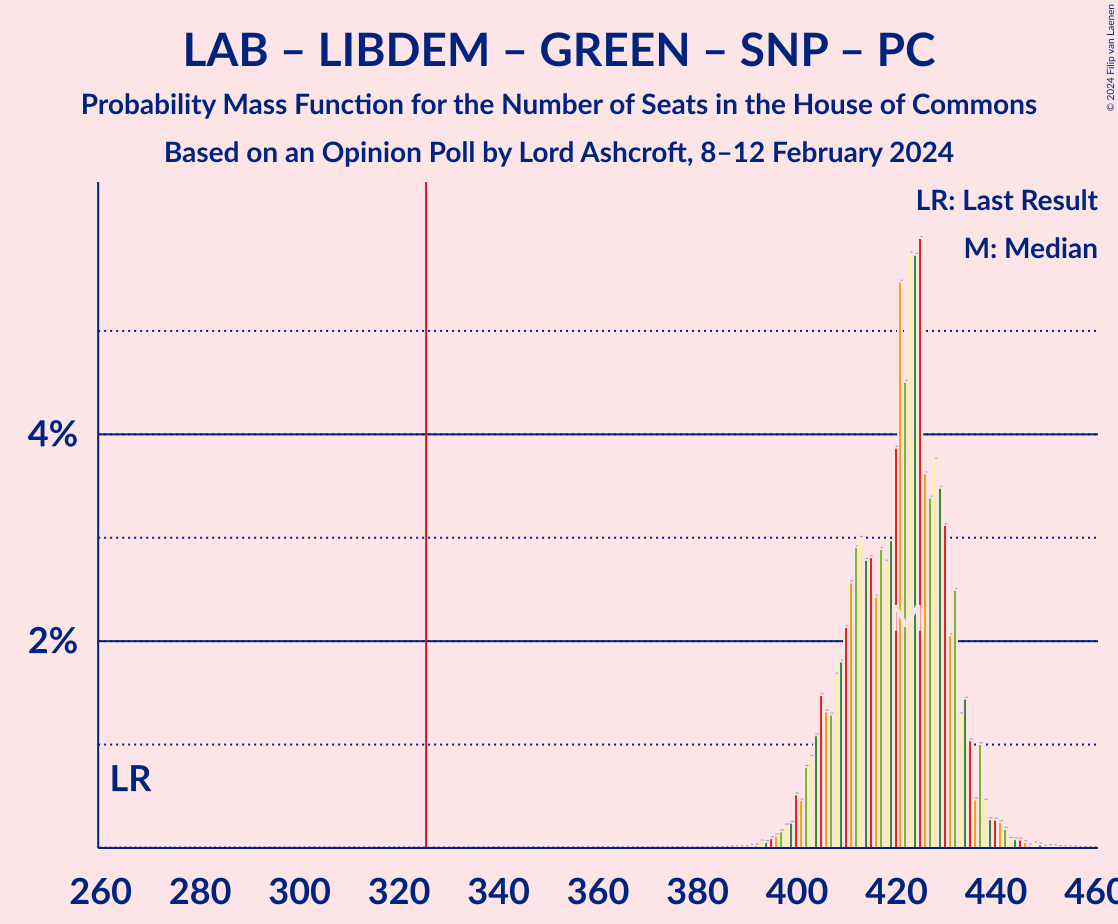 LAB – LIBDEM – GREEN – SNP – PC
Probability Mass Function for the Number of Seats in the House of Commons
Based on an Opinion Poll by Lord Ashcroft, 8–12 February 2024
© 2024 Filip van Laenen
LR: Last Result
M: Median
4%
2%
M
LR
260 280 300 320 340 360 380 400 420 440 460